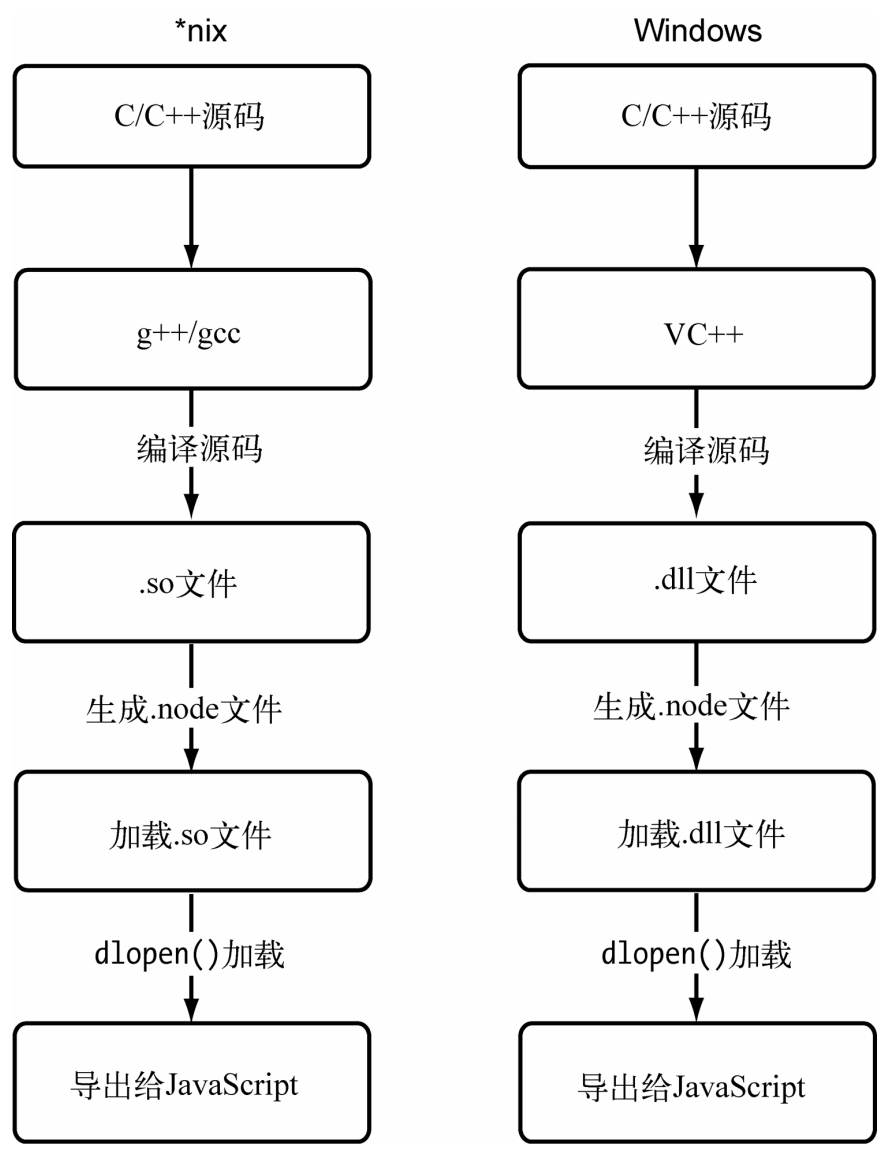 *nix
C/C++源码
g++/gcc
编译源码
.so文件
生成.node文件
加载.so文件
dlopen()加载
导出给JavaScript
Windows
C/C++源码
VC++
编译源码
.dll文件
生成.node文件
加载.dll文件
dlopen()加载
导出给JavaScript